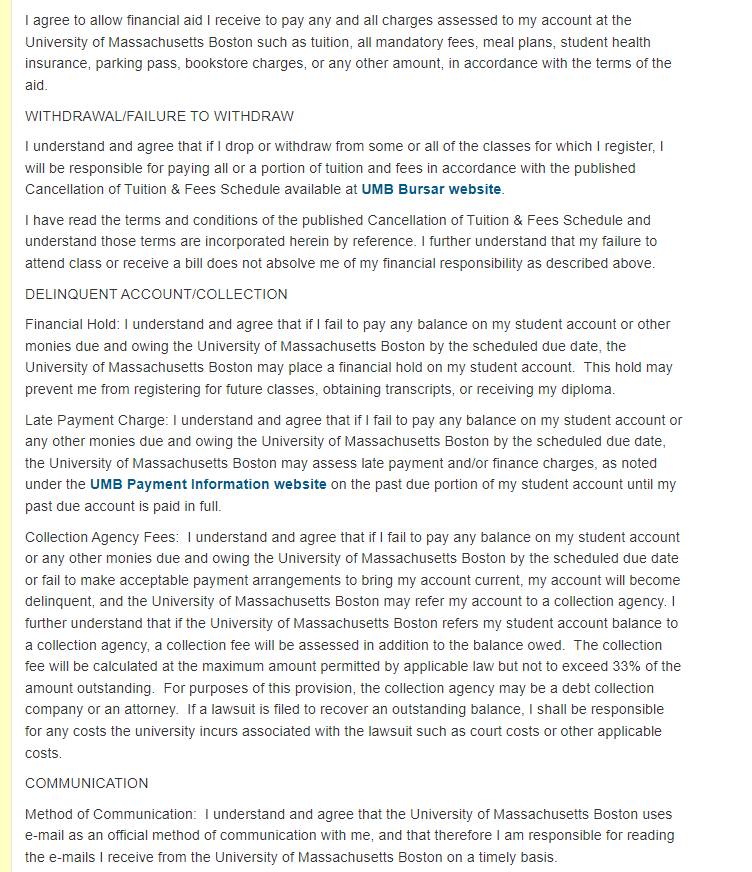 I agree to allow financial aid I receive to pay any and all charges assessed to my account at the
University of Massachusetts Boston such as tuition, all mandatory fees, meal plans, student health
insurance, parking pass, bookstore charges, or any other amount, in accordance with the terms of the
aid.
WITHDRAWAL/FAILURE TO WITHDRAW
I understand and agree that if I drop or withdraw from some or all of the classes for which I register, I
will be responsible for paying all or a portion of tuition and fees in accordance with the published
Cancellation of Tuition & Fees Schedule available at UMB Bursar website.
I have read the terms and conditions of the published Cancellation of Tuition & Fees Schedule and
understand those terms are incorporated herein by reference. I further understand that my failure to
attend class or receive a bill does not absolve me of my financial responsibility as described above.
DELINQUENT ACCOUNT/COLLECTION
Financial Hold: I understand and agree that if I fail to pay any balance on my student account or other
monies due and owing the University of Massachusetts Boston by the scheduled due date, the
University of Massachusetts Boston may place a financial hold on my student account.  This hold may
prevent me from registering for future classes, obtaining transcripts, or receiving my diploma.
Late Payment Charge: I understand and agree that if I fail to pay any balance on my student account or
any other monies due and owing the University of Massachusetts Boston by the scheduled due date,
the University of Massachusetts Boston may assess late payment and/or finance charges, as noted
under the UMB Payment Information website on the past due portion of my student account until my
past due account is paid in full.
Collection Agency Fees:  I understand and agree that if I fail to pay any balance on my student account
or any other monies due and owing the University of Massachusetts Boston by the scheduled due date
or fail to make acceptable payment arrangements to bring my account current, my account will become
delinquent, and the University of Massachusetts Boston may refer my account to a collection agency. I
further understand that if the University of Massachusetts Boston refers my student account balance to
a collection agency, a collection fee will be assessed in addition to the balance owed.  The collection
fee will be calculated at the maximum amount permitted by applicable law but not to exceed 33% of the
amount outstanding.  For purposes of this provision, the collection agency may be a debt collection
company or an attorney.  If a lawsuit is filed to recover an outstanding balance, I shall be responsible
for any costs the university incurs associated with the lawsuit such as court costs or other applicable
costs.
COMMUNICATION
Method of Communication:  I understand and agree that the University of Massachusetts Boston uses
e-mail as an official method of communication with me, and that therefore I am responsible for reading
the e-mails I receive from the University of Massachusetts Boston on a timely basis.